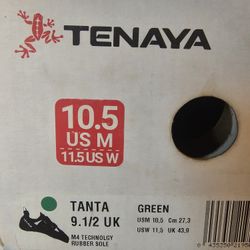 TENAYA
10.5
US M
11.5 US W
TANTA
9.1/2 UK
M4 TECHNOLCY
RUBBER SOLE
GREEN
USM 10,5 Cm 27,3
USW 11,5 UK 43,9